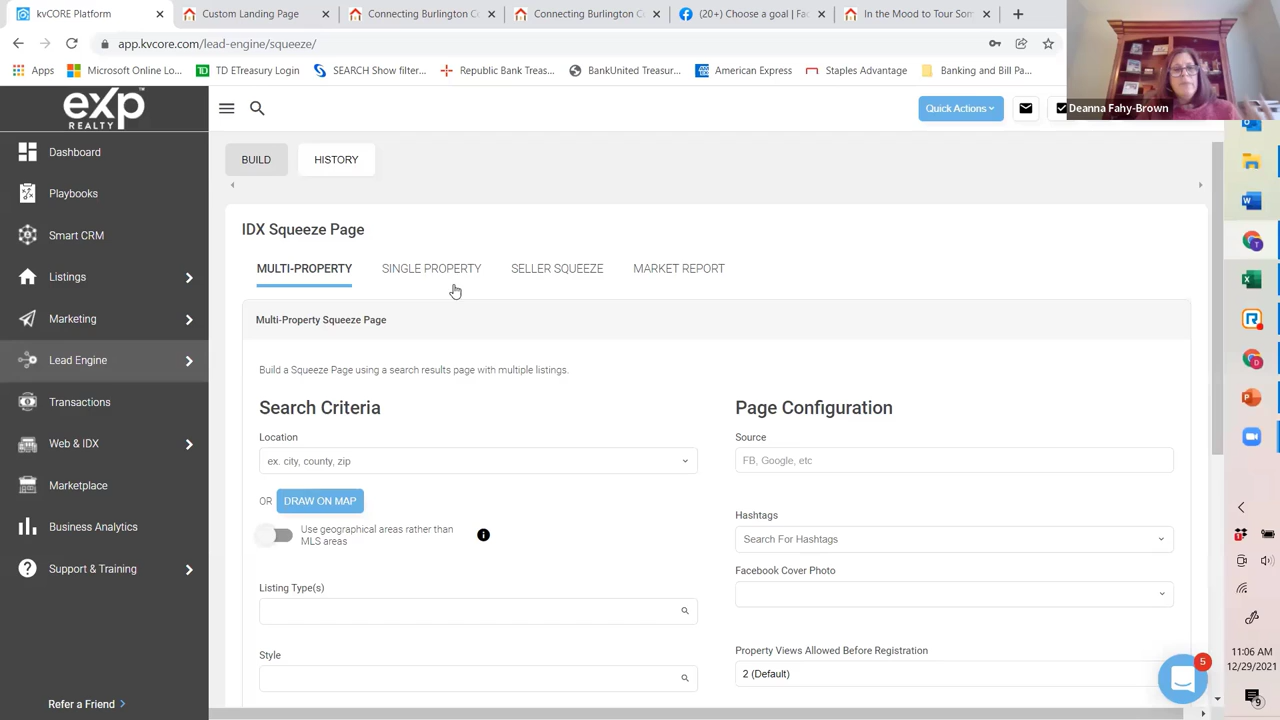 kvCORE Platform
Custom Landing Page
Connecting Burlington C
Connecting Burlington C
(20+) Choose a goal | Fac
In the Mood to Tour Som
app.kvcore.com/lead-engine/squeeze/
Apps
Microsoft Online Lo...
TD ETreasury Login
SEARCH Show filter...
Republic Bank Treas...
BankUnited Treasur...
American Express
Staples Advantage
Banking and Bill Pa...
Deanna Fahy-Brown
eXp
REALTY
Quick Actions
Dashboard
Playbooks
Smart CRM
Listings
Marketing
Lead Engine
Transactions
Web & IDX
Marketplace
Business Analytics
Support & Training
Refer a Friend
BUILD
HISTORY
IDX Squeeze Page
MULTI-PROPERTY
SINGLE PROPERTY
SELLER SQUEEZE
MARKET REPORT
Multi-Property Squeeze Page
Build a Squeeze Page using a search results page with multiple listings.
Search Criteria
Location
ex. city, county, zip
OR DRAW ON MAP
Use geographical areas rather than
MLS areas
Listing Type(s)
Style
Page Configuration
Source
FB, Google, etc
Hashtags
Search For Hashtags
Facebook Cover Photo
Property Views Allowed Before Registration
2 (Default)
5
11:06 AM
12/29/2021
9